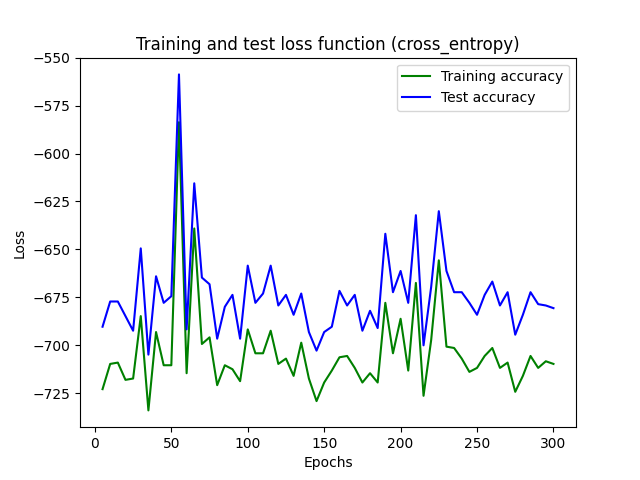 Training and test loss function (cross_entropy)
Training accuracy
Test accuracy
−550
−575
−600
−625
−650
−675
−700
−725
Loss
0 50 100 150 200 250 300
Epochs